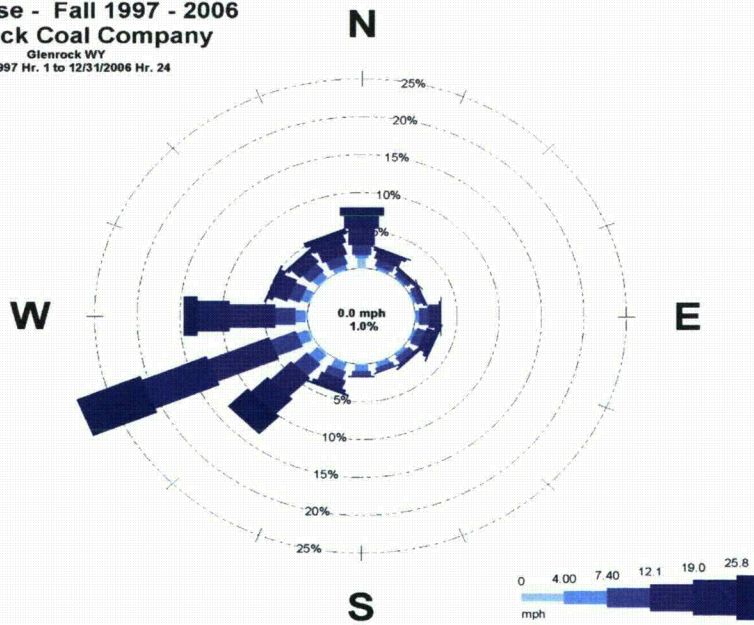 se - Fall 1997 - 2006
ck Coal Company
Glenrock WY
997 Hr. 1 to 12/31/2006 Hr. 24
N
25%
20%
15%
10%
5%
W
0.0 mph
1.0%
E
5%
10%
15%
20%
25%
S
0 4.00 7.40 12.1 19.0 25.8
mph